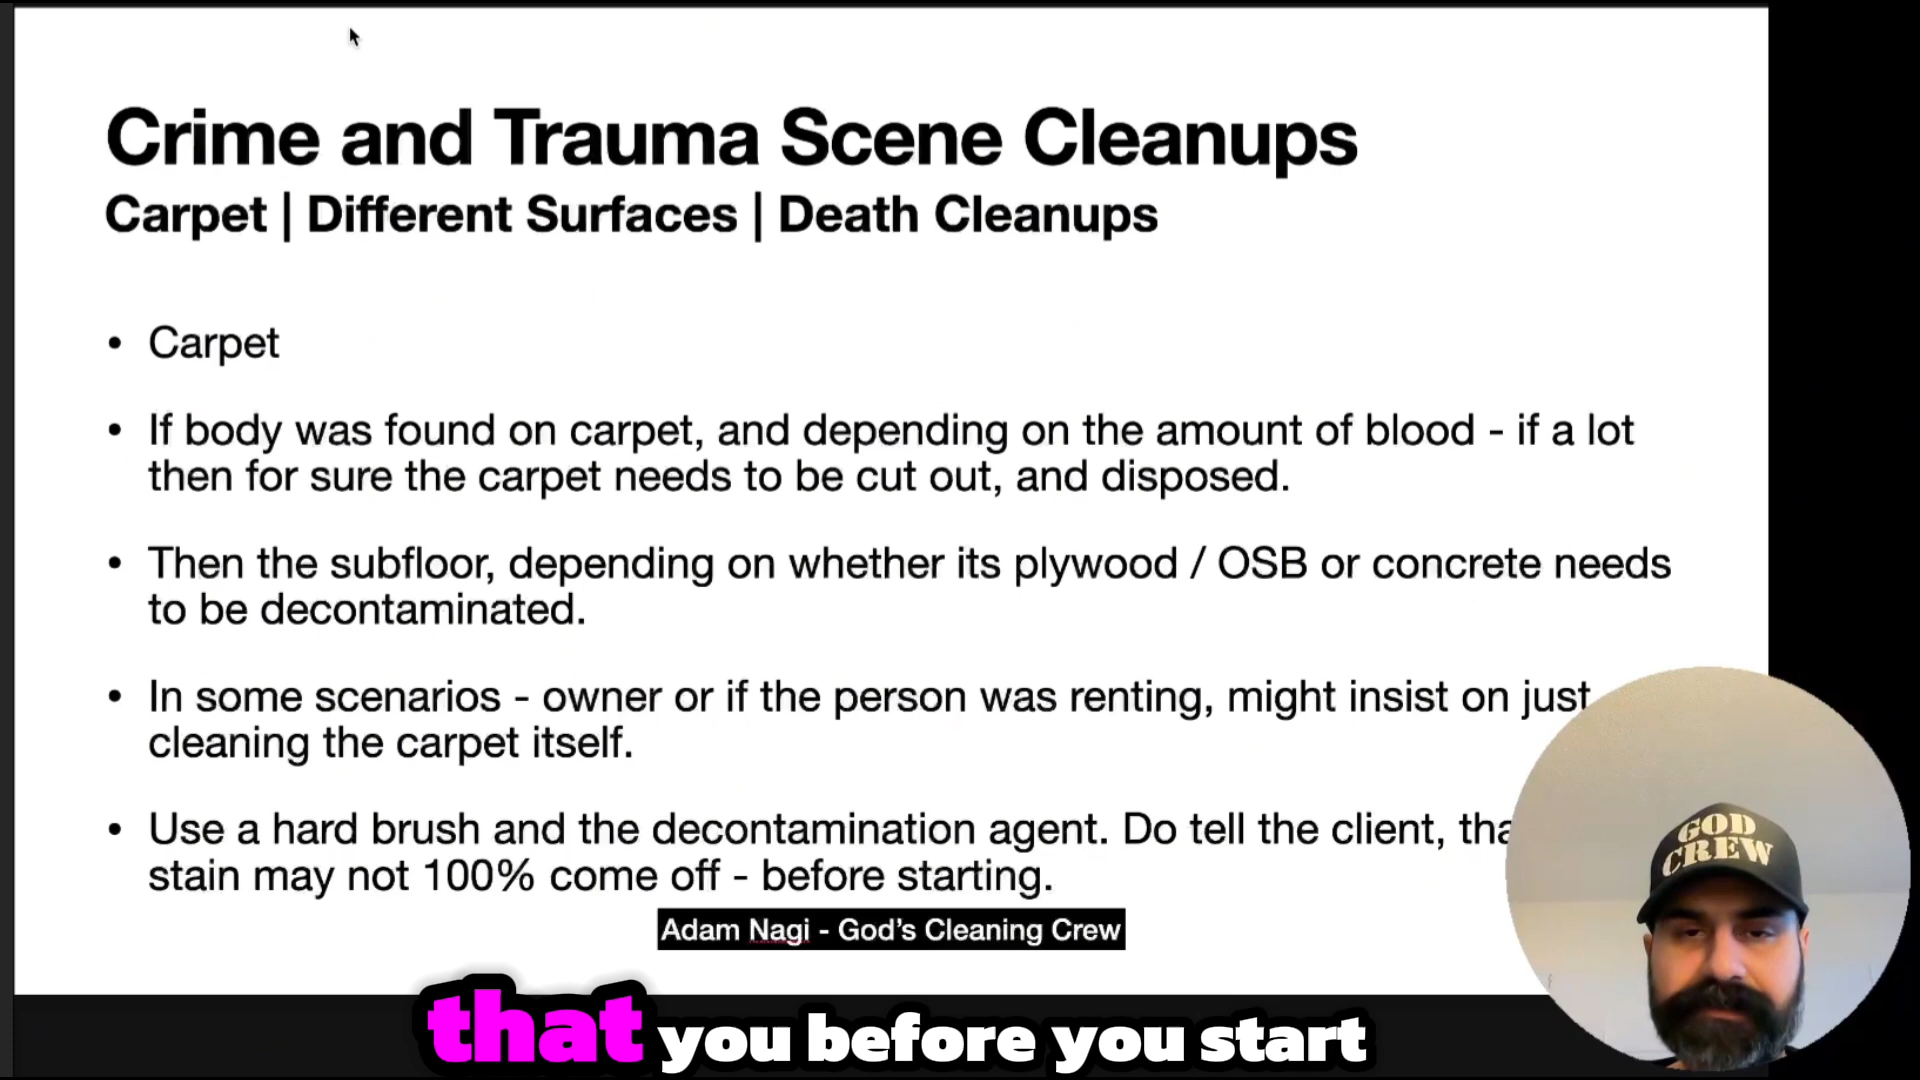 Crime and Trauma Scene Cleanups
Carpet | Different Surfaces | Death Cleanups
• Carpet
• If body was found on carpet, and depending on the amount of blood - if a lot
then for sure the carpet needs to be cut out, and disposed.
• Then the subfloor, depending on whether its plywood / OSB or concrete needs
to be decontaminated.
• In some scenarios - owner or if the person was renting, might insist on just
cleaning the carpet itself.
• Use a hard brush and the decontamination agent. Do tell the client,
stain may not 100% come off - before starting.
Adam Nagi - God's Cleaning Crew
GOD
CREW
that you before you start